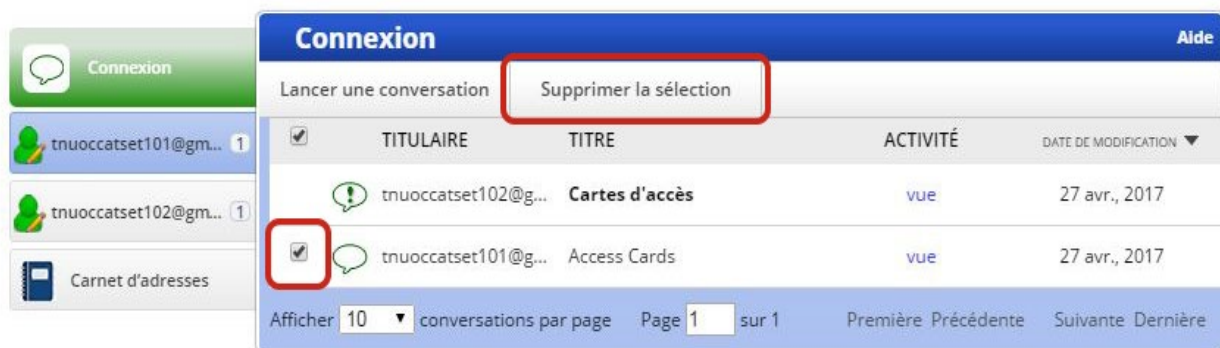 Connexion
tnuoccatset101@gm... 1
tnuoccatset102@gm... 1
Carnet d'adresses
Connexion Aide
Lancer une conversation Supprimer la sélection
TITULAIRE TITRE ACTIVITÉ DATE DE MODIFICATION
tnuoccatset102@g... Cartes d'accès vue 27 avr., 2017
tnuoccatset101@g... Access Cards vue 27 avr., 2017
Afficher 10 conversations par page Page 1 sur 1 Première Précédente Suivante Dernière